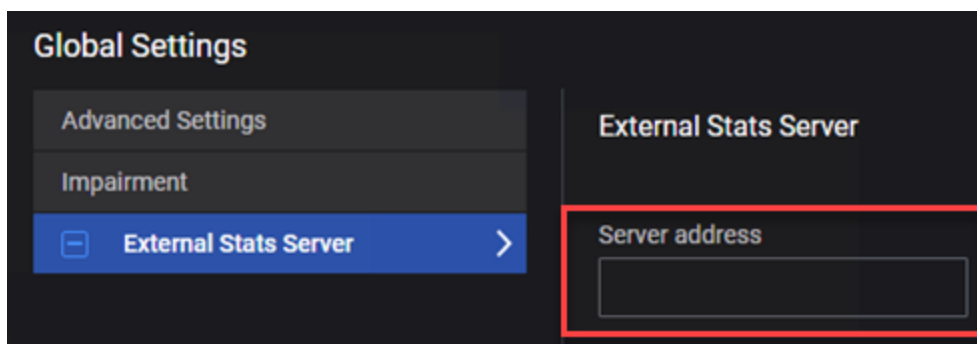 Global Settings
Advanced Settings
Impairment
External Stats Server
External Stats Server
Server address